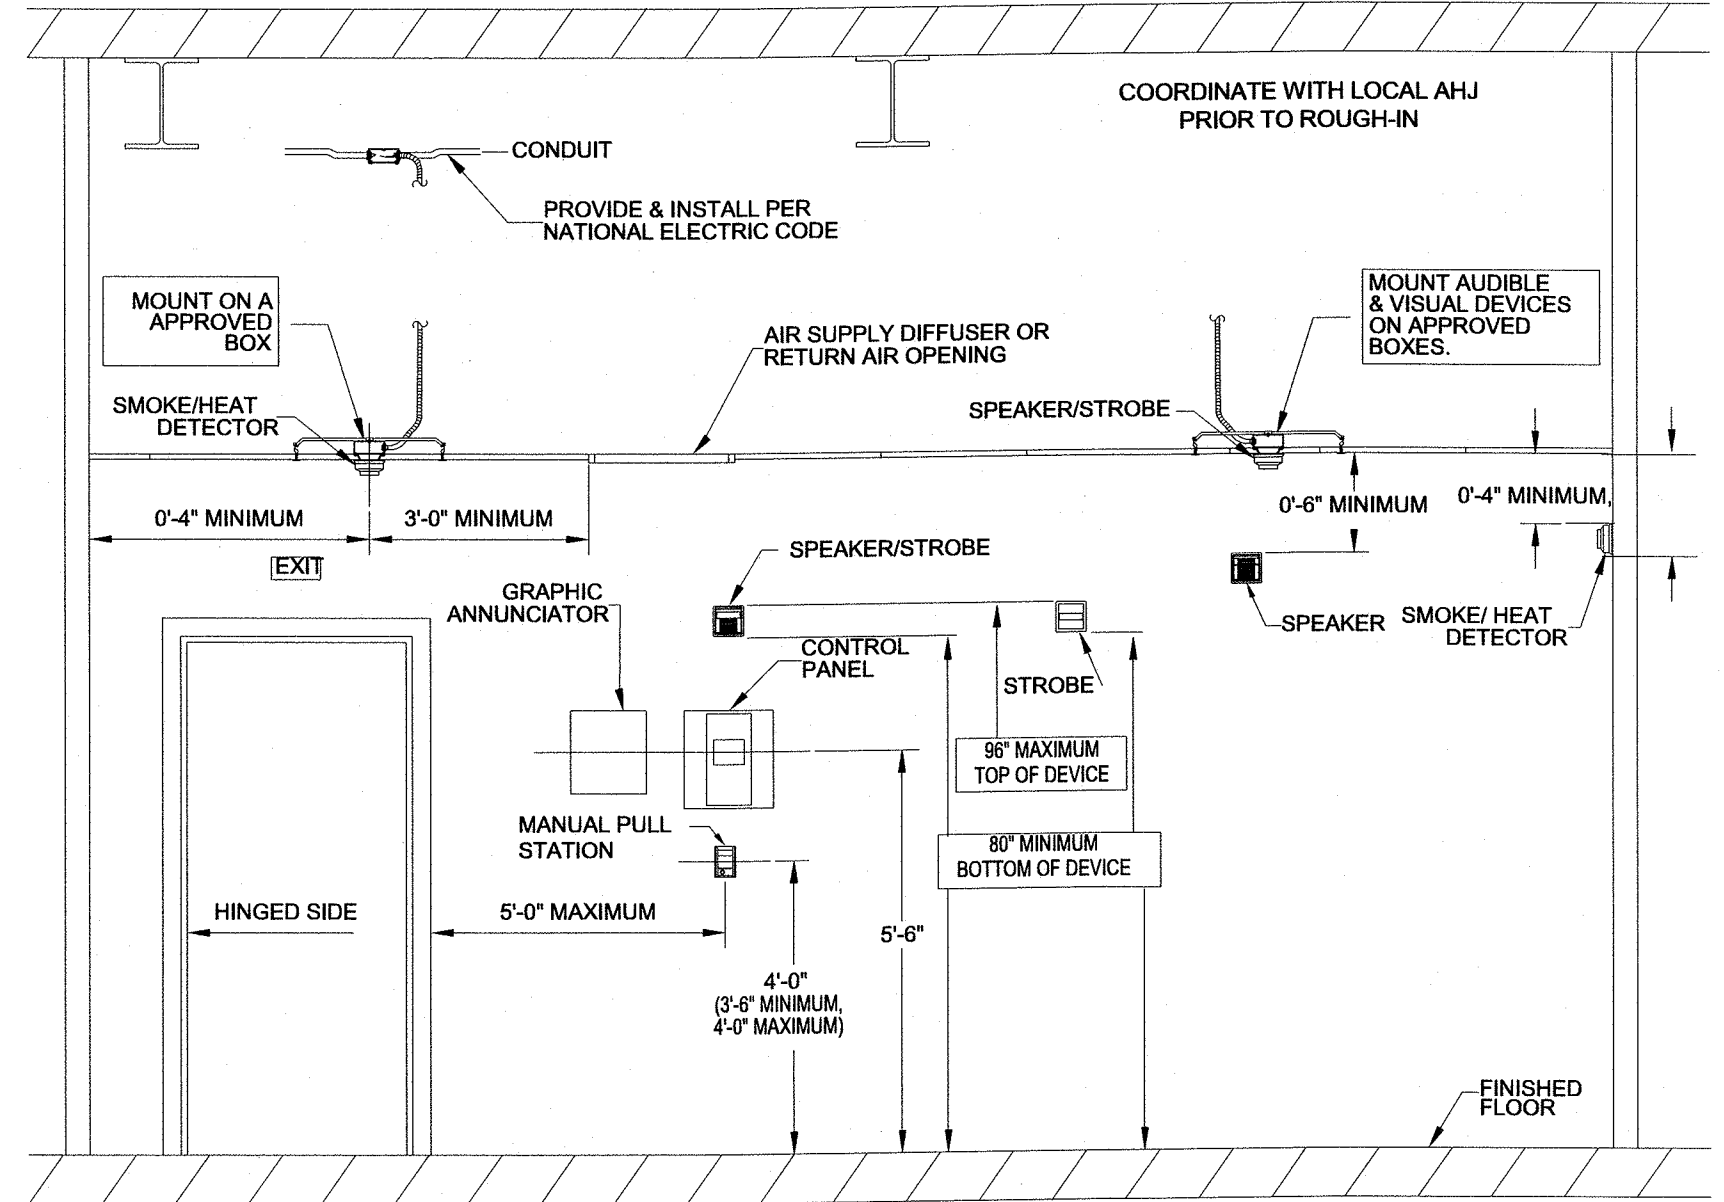 COORDINATE WITH LOCAL AHJ
PRIOR TO ROUGH-IN
CONDUIT
PROVIDE & INSTALL PER
NATIONAL ELECTRIC CODE
MOUNT ON A
APPROVED
BOX
MOUNT AUDIBLE
& VISUAL DEVICES
ON APPROVED
BOXES.
AIR SUPPLY DIFFUSER OR
RETURN AIR OPENING
SMOKE/HEAT
DETECTOR
SPEAKER/STROBE
0'-4" MINIMUM
3'-0" MINIMUM
0'-6" MINIMUM
0'-4" MINIMUM,
EXIT
SPEAKER/STROBE
GRAPHIC
ANNUNCIATOR
SPEAKER
SMOKE/ HEAT
DETECTOR
CONTROL
PANEL
STROBE
96" MAXIMUM
TOP OF DEVICE
MANUAL PULL
STATION
80" MINIMUM
BOTTOM OF DEVICE
HINGED SIDE
5'-0" MAXIMUM
5'-6"
4'-0"
(3'-6" MINIMUM,
4'-0" MAXIMUM)
FINISHED
FLOOR